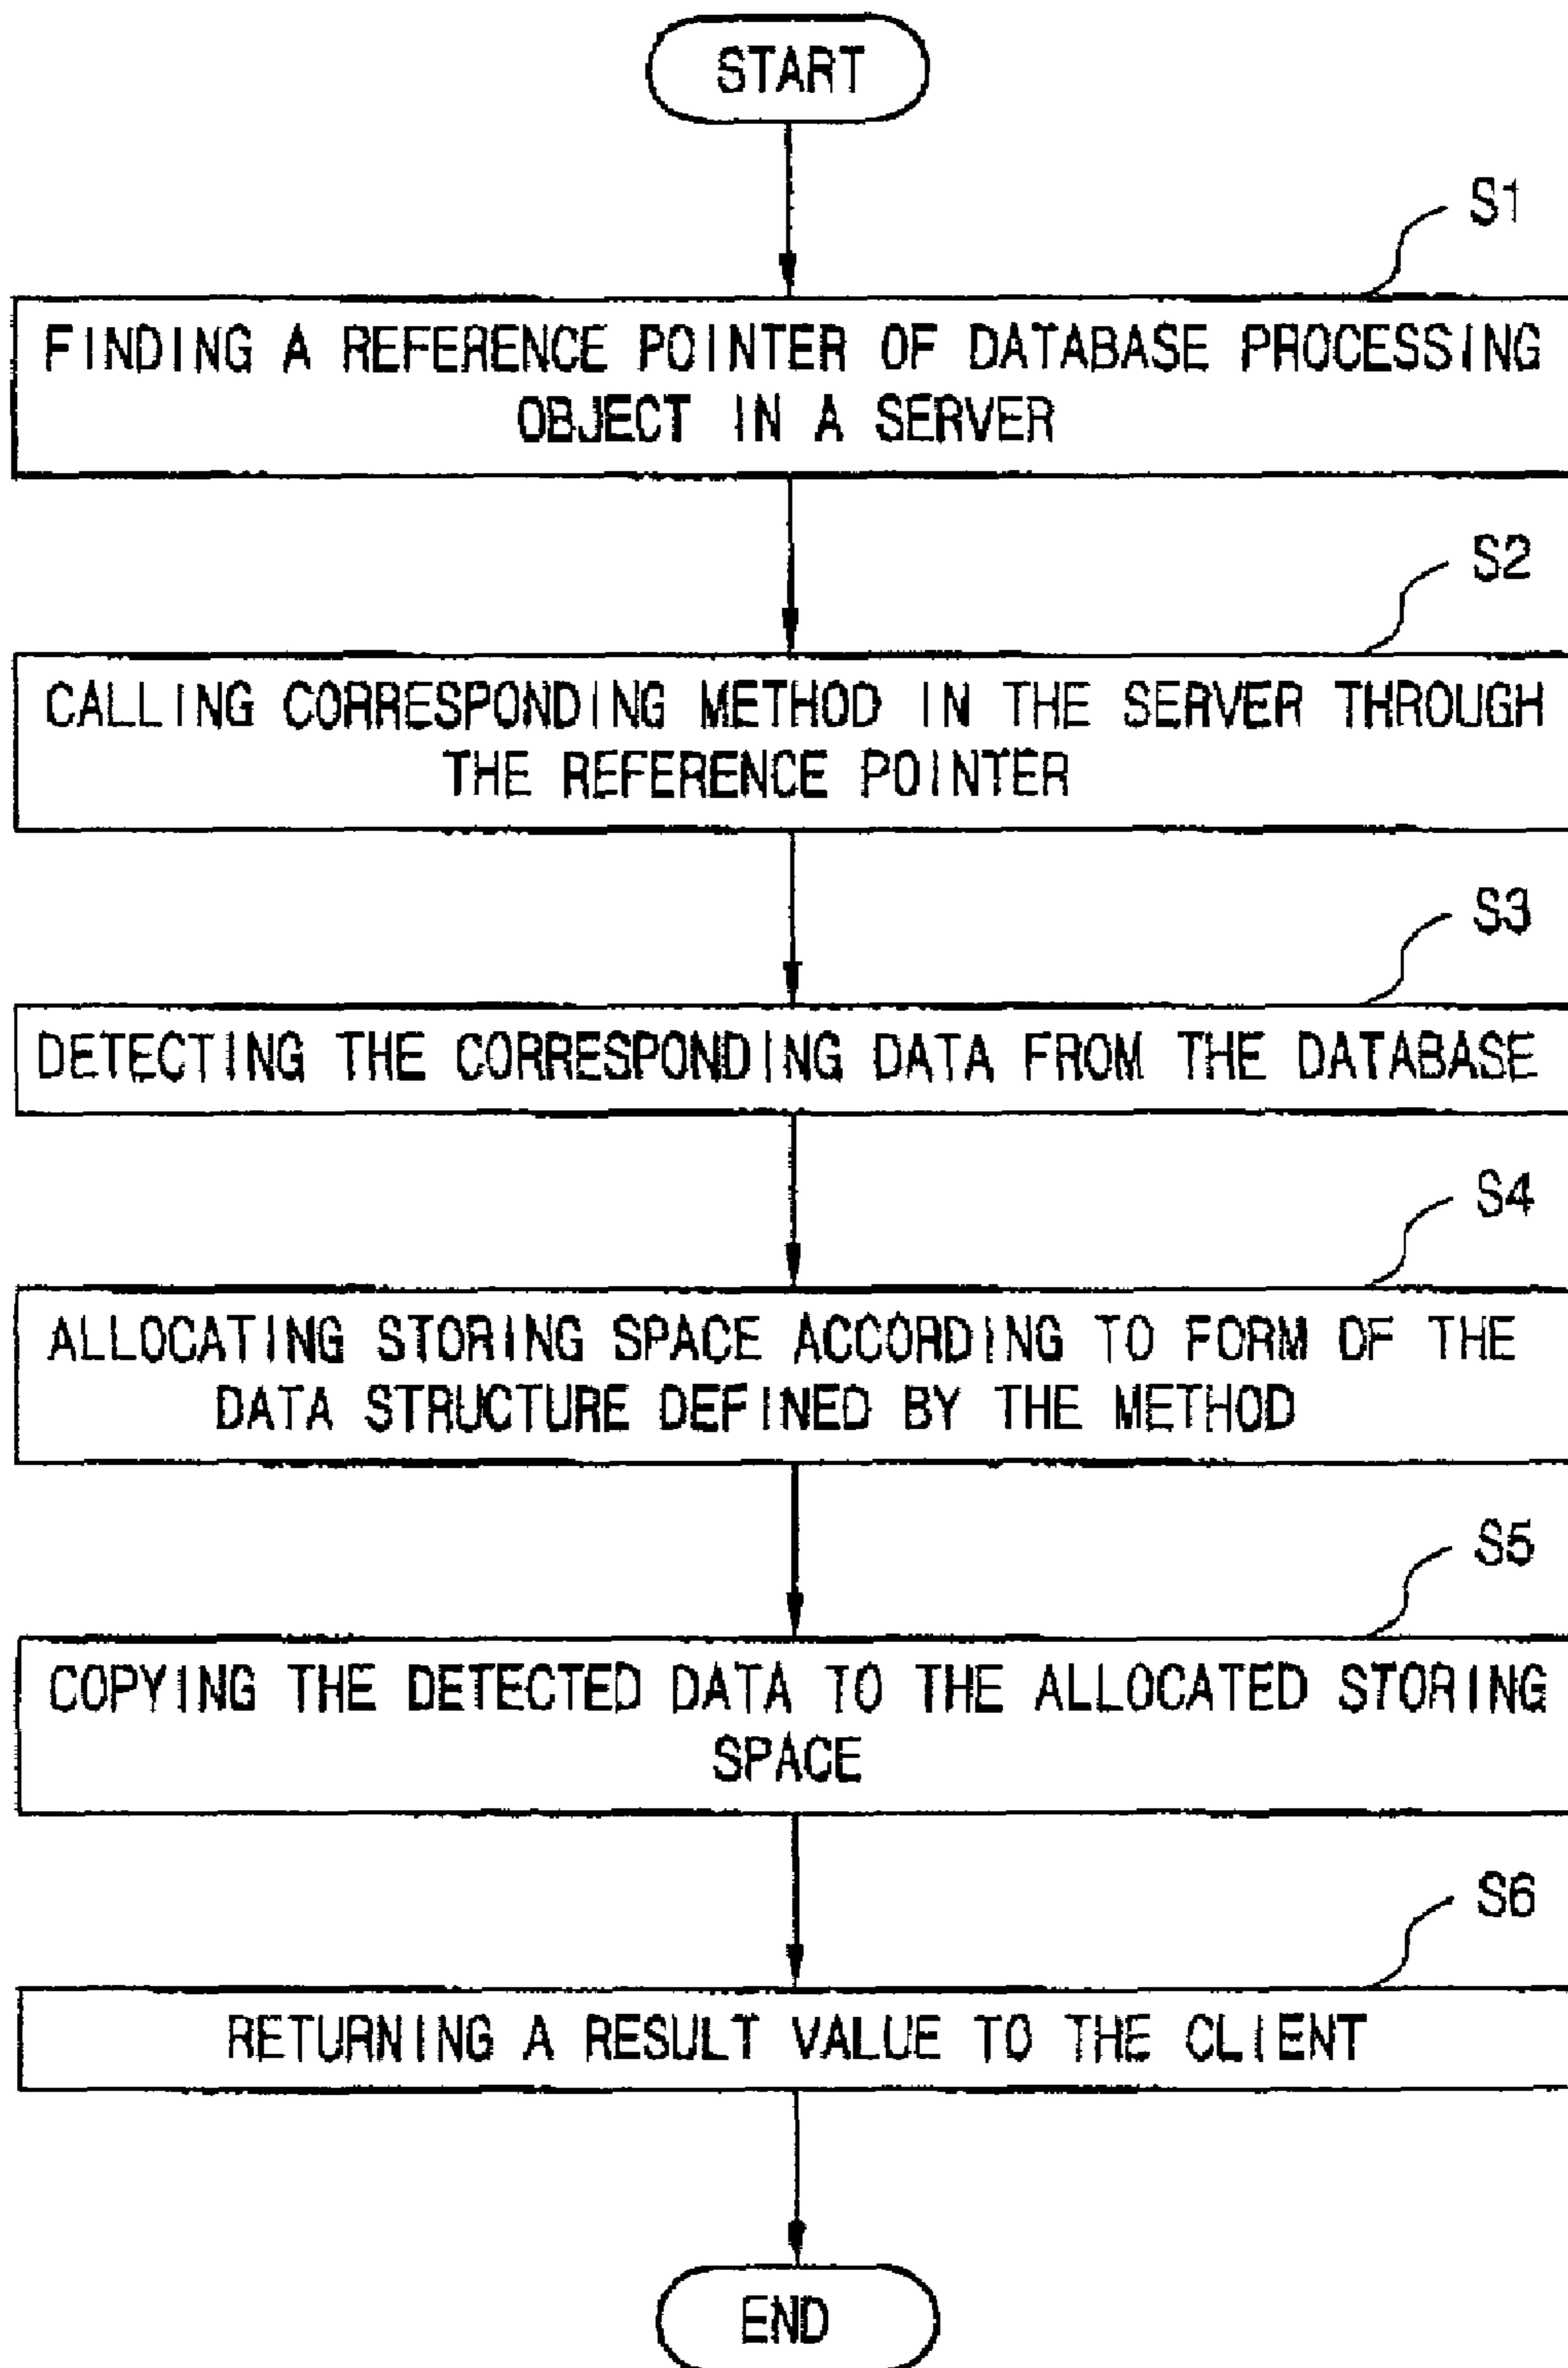 START
S1
FINDING A REFERENCE POINTER OF DATABASE PROCESSING
OBJECT IN A SERVER
S2
CALLING CORRESPONDING METHOD IN THE SERVER THROUGH
THE REFERENCE POINTER
S3
DETECTING THE CORRESPONDING DATA FROM THE DATABASE
S4
ALLOCATING STORING SPACE ACCORDING TO FORM OF THE
DATA STRUCTURE DEFINED BY THE METHOD
S5
COPYING THE DETECTED DATA TO THE ALLOCATED STORING
SPACE
S6
RETURNING A RESULT VALUE TO THE CLIENT
END